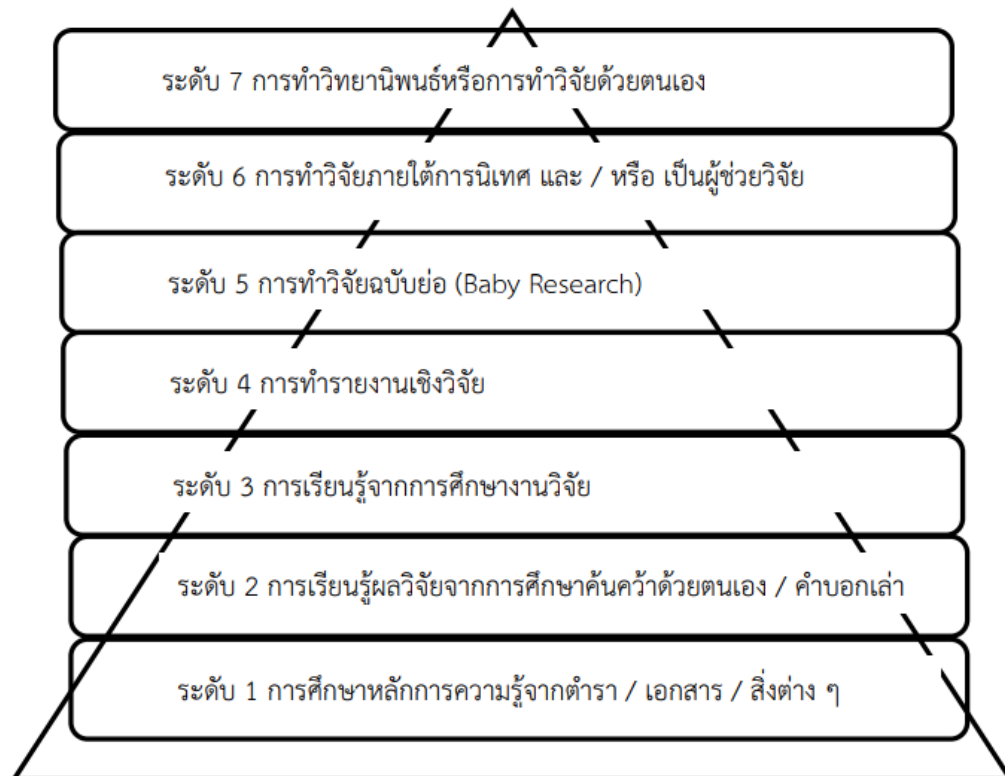 ระดับ 7 การทำวิทยานิพนธ์หรือการทำวิจัยด้วยตนเอง
ระดับ 6 การทำวิจัยภายใต้การนิเทศ และ / หรือ เป็นผู้ช่วยวิจัย
ระดับ 5 การทำวิจัยฉบับย่อ (Baby Research)
ระดับ 4 การทำรายงานเชิงวิจัย
ระดับ 3 การเรียนรู้จากการศึกษางานวิจัย
ระดับ 2 การเรียนรู้ผลวิจัยจากการศึกษาค้นคว้าด้วยตนเอง / คำบอกเล่า
ระดับ 1 การศึกษาหลักการความรู้จากตำรา / เอกสาร / สิ่งต่าง ๆ